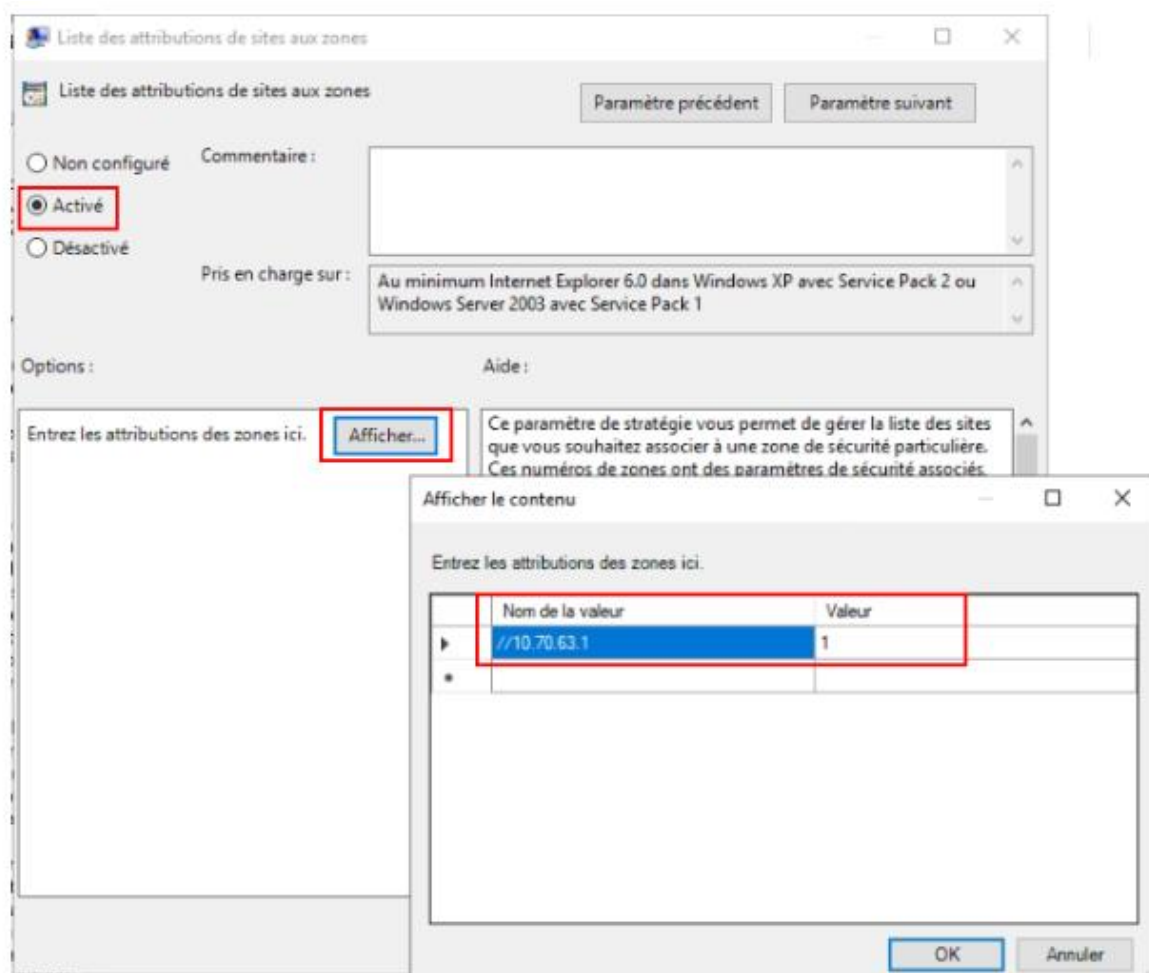 Liste des attributions de sites aux zones
Liste des attributions de sites aux zones
Paramètre précédent
Paramètre suivant
Non configuré
Commentaire :
Activé
Désactivé
Pris en charge sur :
Au minimum Internet Explorer 6.0 dans Windows XP avec Service Pack 2 ou
Windows Server 2003 avec Service Pack 1
Options :
Aide :
Entrez les attributions des zones ici.
Afficher...
Ce paramètre de stratégie vous permet de gérer la liste des sites
que vous souhaitez associer à une zone de sécurité particulière.
Ces numéros de zones ont des paramètres de sécurité associés
Afficher le contenu
Entrez les attributions des zones ici.
Nom de la valeur
Valeur
//10.70.63.1
1
OK
Annuler